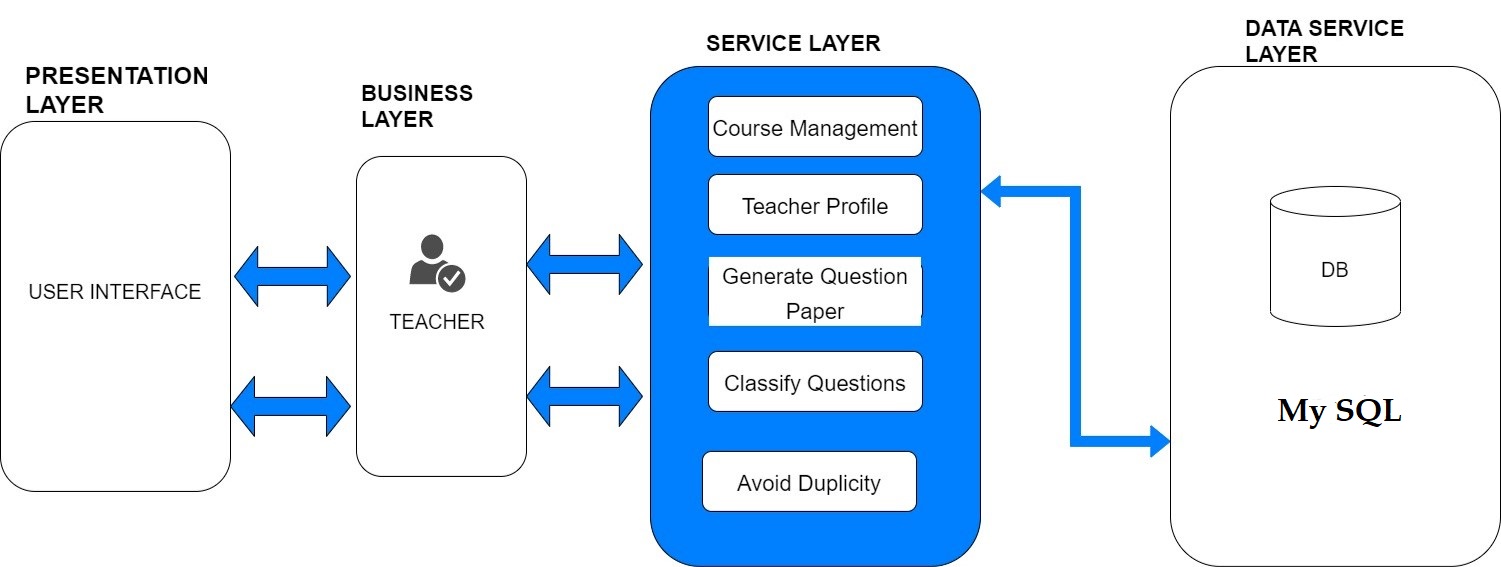 PRESENTATION
LAYER
USER INTERFACE
BUSINESS
LAYER
TEACHER
SERVICE LAYER
Course Management
Teacher Profile
Generate Question
Paper
Classify Questions
Avoid Duplicity
DATA SERVICE
LAYER
DB
My SQL